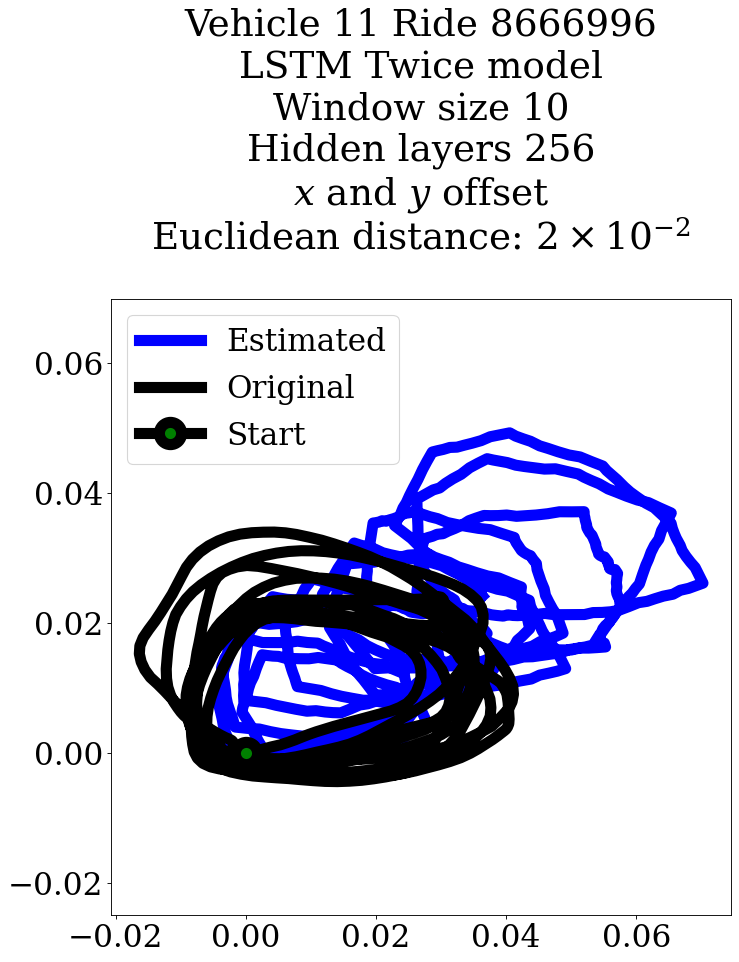 Vehicle 11 Ride 8666996
LSTM Twice model
Window size 10
Hidden layers 256
x and y offset
Euclidean distance: 2 × 10⁻²
Estimated
Original
Start
0.06
0.04
0.02
0.00
−0.02
−0.02 0.00 0.02 0.04 0.06